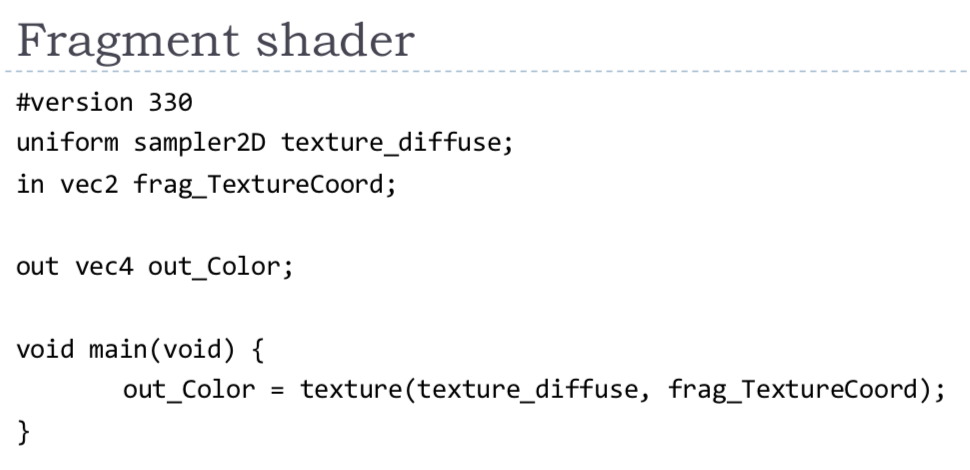 Fragment shader
#version 330
uniform sampler2D texture_diffuse;
in vec2 frag_TextureCoord;
out vec4 out_Color;
void main(void) {
out_Color = texture(texture_diffuse, frag_TextureCoord);
}